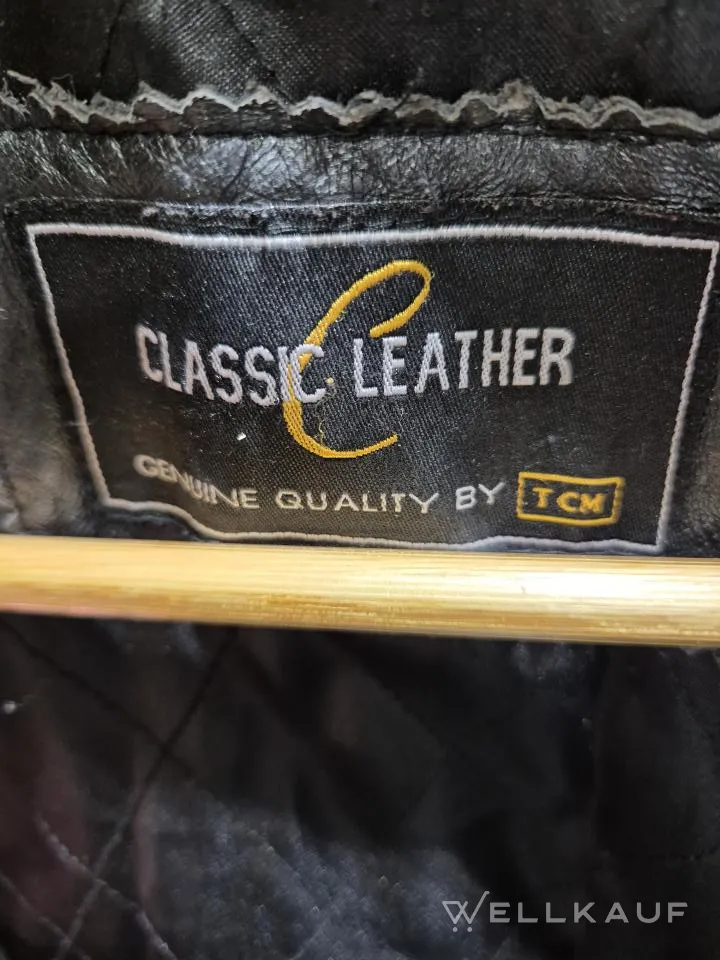 C
CLASSIC LEATHER
GENUINE QUALITY BY TCM
WELLKAUF